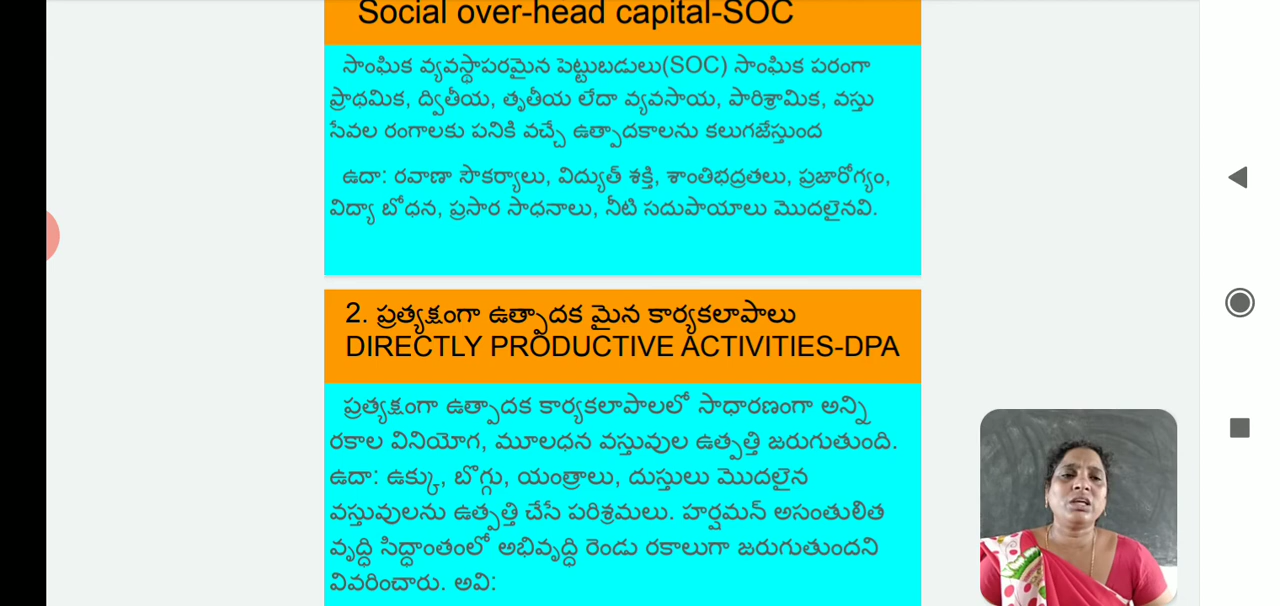 Social over-head capital-SOC
సాంఘిక వ్యవస్థాపరమైన పెట్టుబడులు(SOC) సాంఘిక పరంగా
ప్రాథమిక, ద్వితీయ, తృతీయ లేదా వ్యవసాయ, పారిశ్రామిక, వస్తు
సేవల రంగాలకు పనికి వచ్చే ఉత్పాదకాలను కలుగజేస్తుంద
ఉదా: రవాణా సౌకర్యాలు, విద్యుత్ శక్తి, శాంతిభద్రతలు, ప్రజారోగ్యం,
విద్యా బోధన, ప్రసార సాధనాలు, నీటి సదుపాయాలు మొదలైనవి.
2. ప్రత్యక్షంగా ఉత్పాదక మైన కార్యకలాపాలు
DIRECTLY PRODUCTIVE ACTIVITIES-DPA
ప్రత్యక్షంగా ఉత్పాదక కార్యకలాపాలలో సాధారణంగా అన్ని
రకాల వినియోగ, మూలధన వస్తువుల ఉత్పత్తి జరుగుతుంది.
ఉదా: ఉక్కు, బొగ్గు, యంత్రాలు, దుస్తులు మొదలైన
వస్తువులను ఉత్పత్తి చేసే పరిశ్రమలు. హర్షమన్ అసంతులిత
వృద్ధి సిద్ధాంతంలో అభివృద్ధి రెండు రకాలుగా జరుగుతుందని
వివరించారు. అవి: